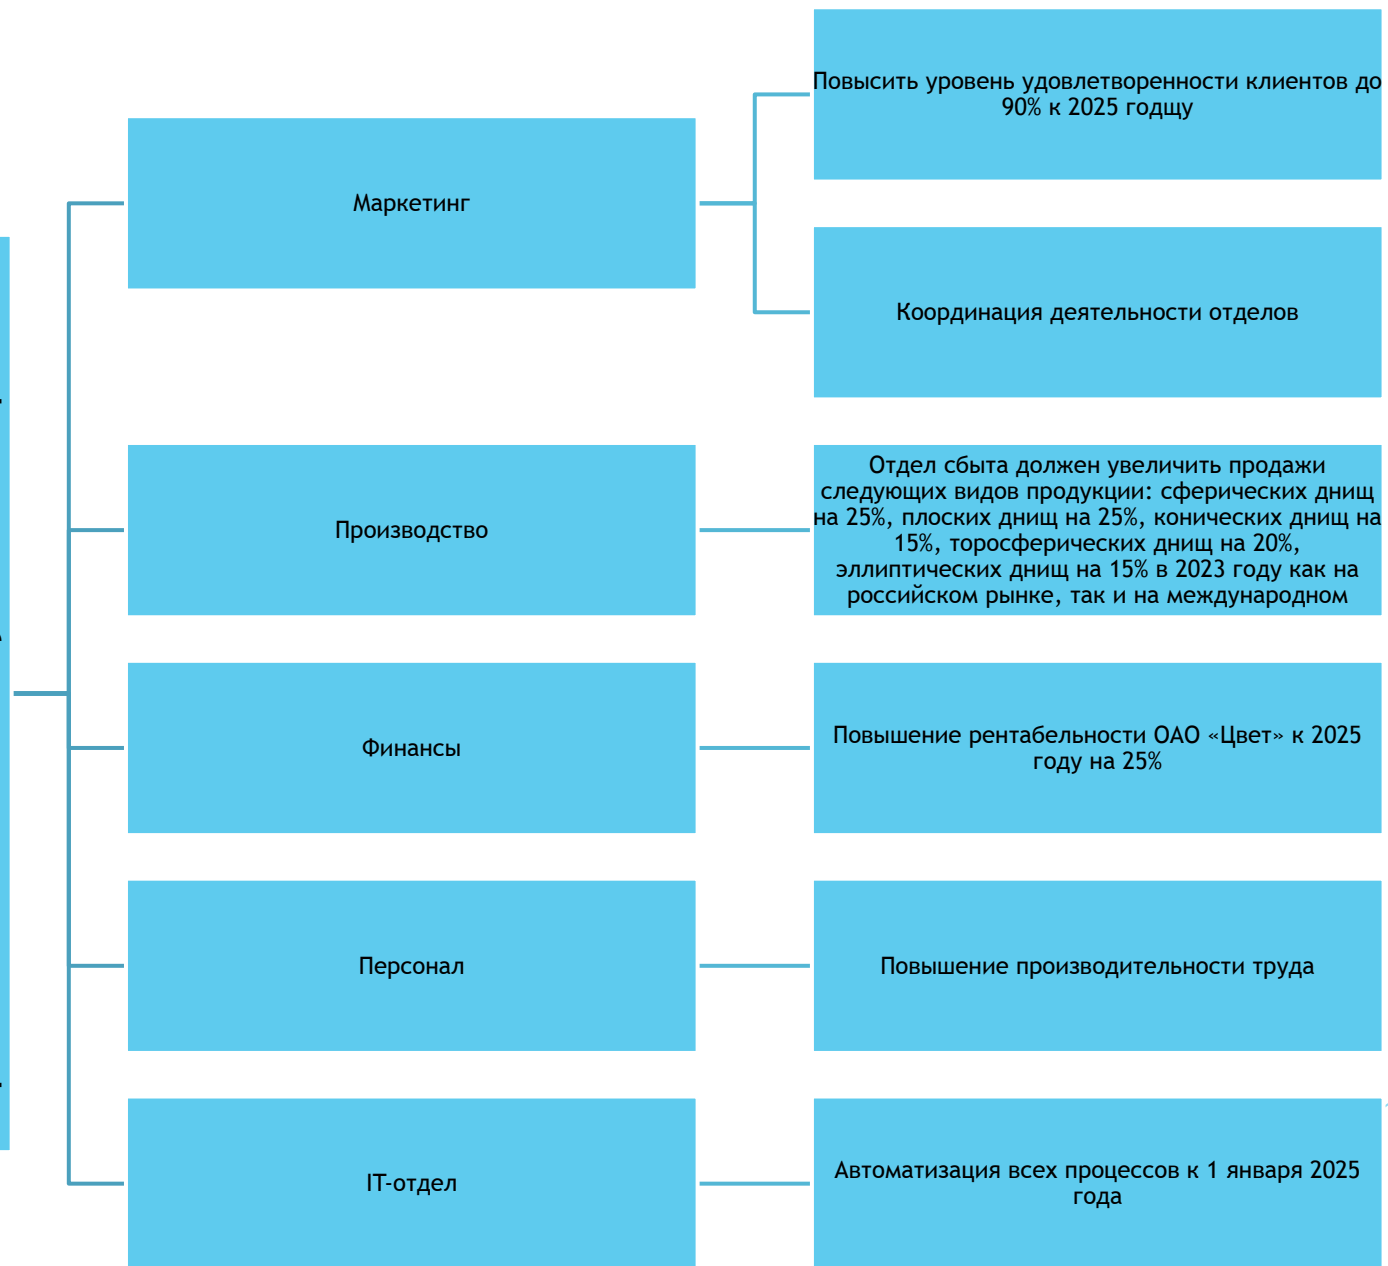 Повысить уровень удовлетворенности клиентов до
90% к 2025 годщу
Маркетинг
Координация деятельности отделов
Производство
Отдел сбыта должен увеличить продажи
следующих видов продукции: сферических днищ
на 25%, плоских днищ на 25%, конических днищ на
15%, торосферических днищ на 20%,
эллиптических днищ на 15% в 2023 году как на
российском рынке, так и на международном
Финансы
Повышение рентабельности ОАО «Цвет» к 2025
году на 25%
Персонал
Повышение производительности труда
IT-отдел
Автоматизация всех процессов к 1 января 2025
года